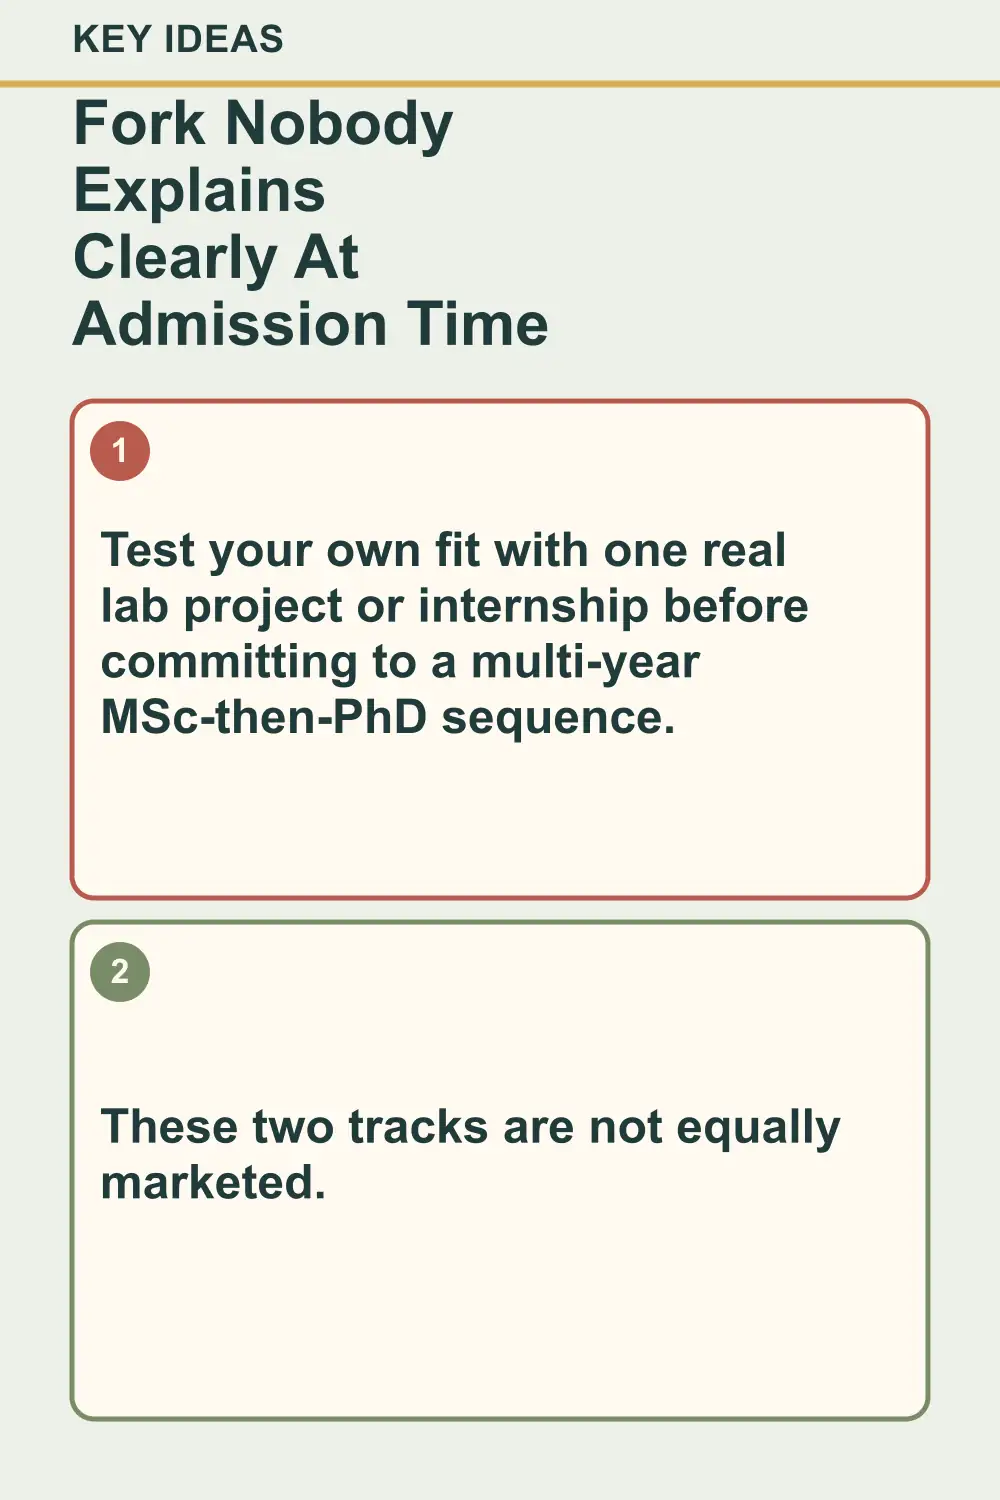 KEY IDEAS
Fork Nobody
Explains
Clearly At
Admission Time
1
Test your own fit with one real
lab project or internship before
committing to a multi-year
MSc-then-PhD sequence.
2
These two tracks are not equally
marketed.